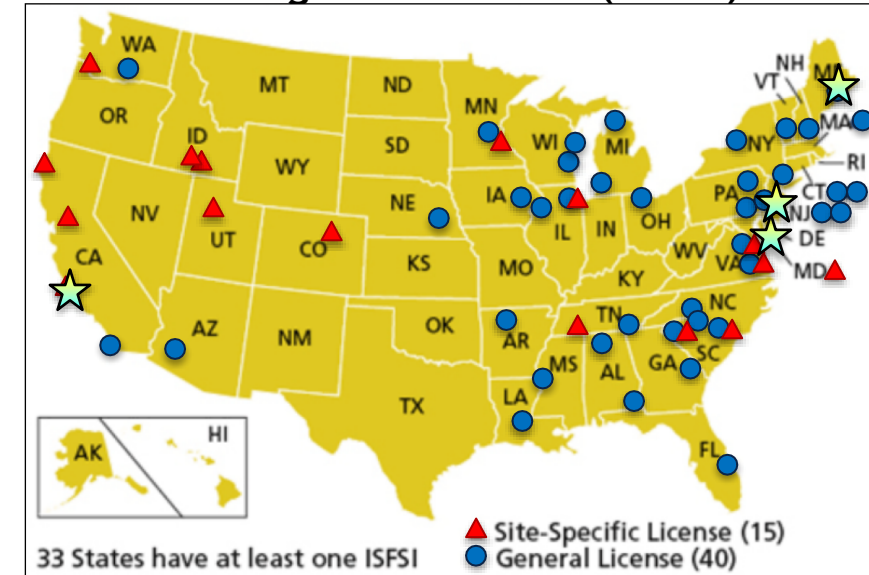 WA
MT
ND
MN
OR
ID
SD
WI
MI
WY
NV
UT
CA
CO
NE
IA
KS
MO
IL
IN
OH
PA
NY
VT
NH
MA
RI
CT
NJ
DE
MD
WV
VA
KY
NC
TN
SC
GA
AL
MS
AR
LA
OK
TX
NM
AZ
FL
AK
HI
Site-Specific License (15)
General License (40)
33 States have at least one ISFSI